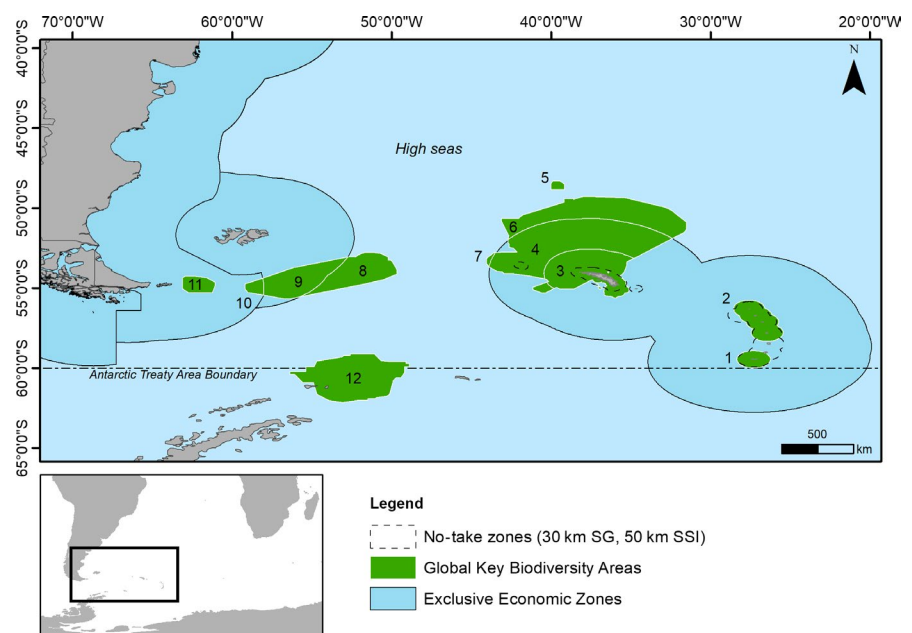 70°0'0"W 60°0'0"W 50°0'0"W 40°0'0"W 30°0'0"W 20°0'0"W
40°0'0"S
45°0'0"S
50°0'0"S
55°0'0"S
60°0'0"S
65°0'0"S
N
High seas
5
6
7
4
3
8
9
11
10
2
1
Antarctic Treaty Area Boundary
12
500
km
Legend
No-take zones (30 km SG, 50 km SSI)
Global Key Biodiversity Areas
Exclusive Economic Zones